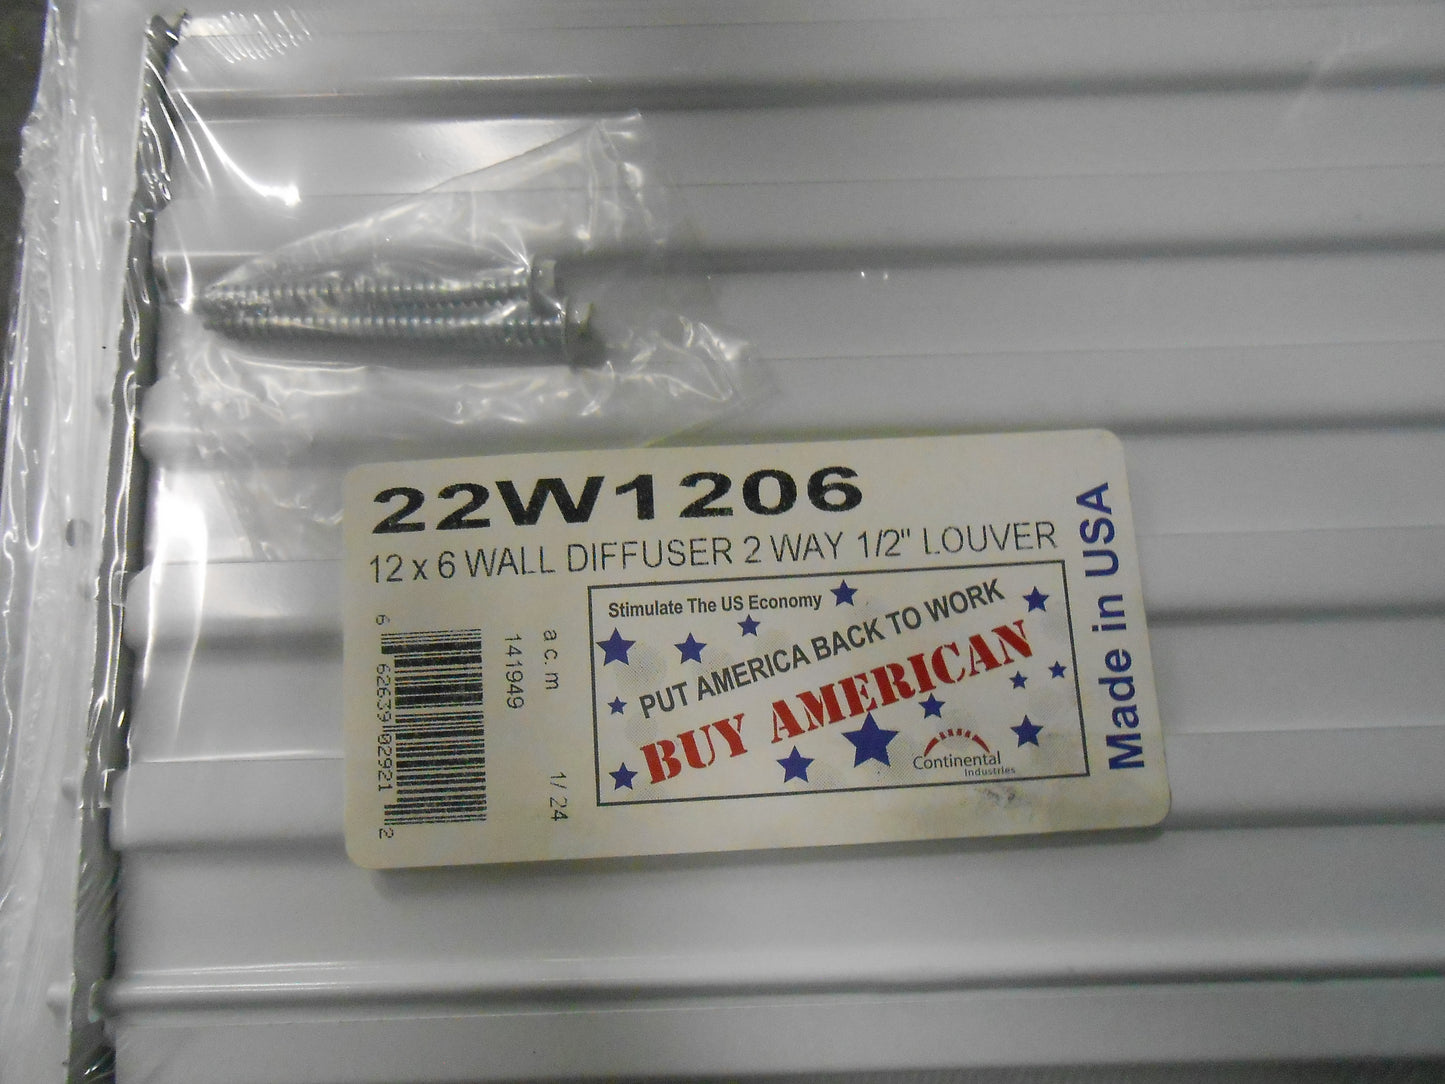 22W1206
12 x 6 WALL DIFFUSER 2 WAY 1/2" LOUVER
Made in USA
6 62639 02921 2
141949
a c. m 1/ 24
Stimulate The US Economy
PUT AMERICA BACK TO WORK
BUY AMERICAN
Continental
Industries